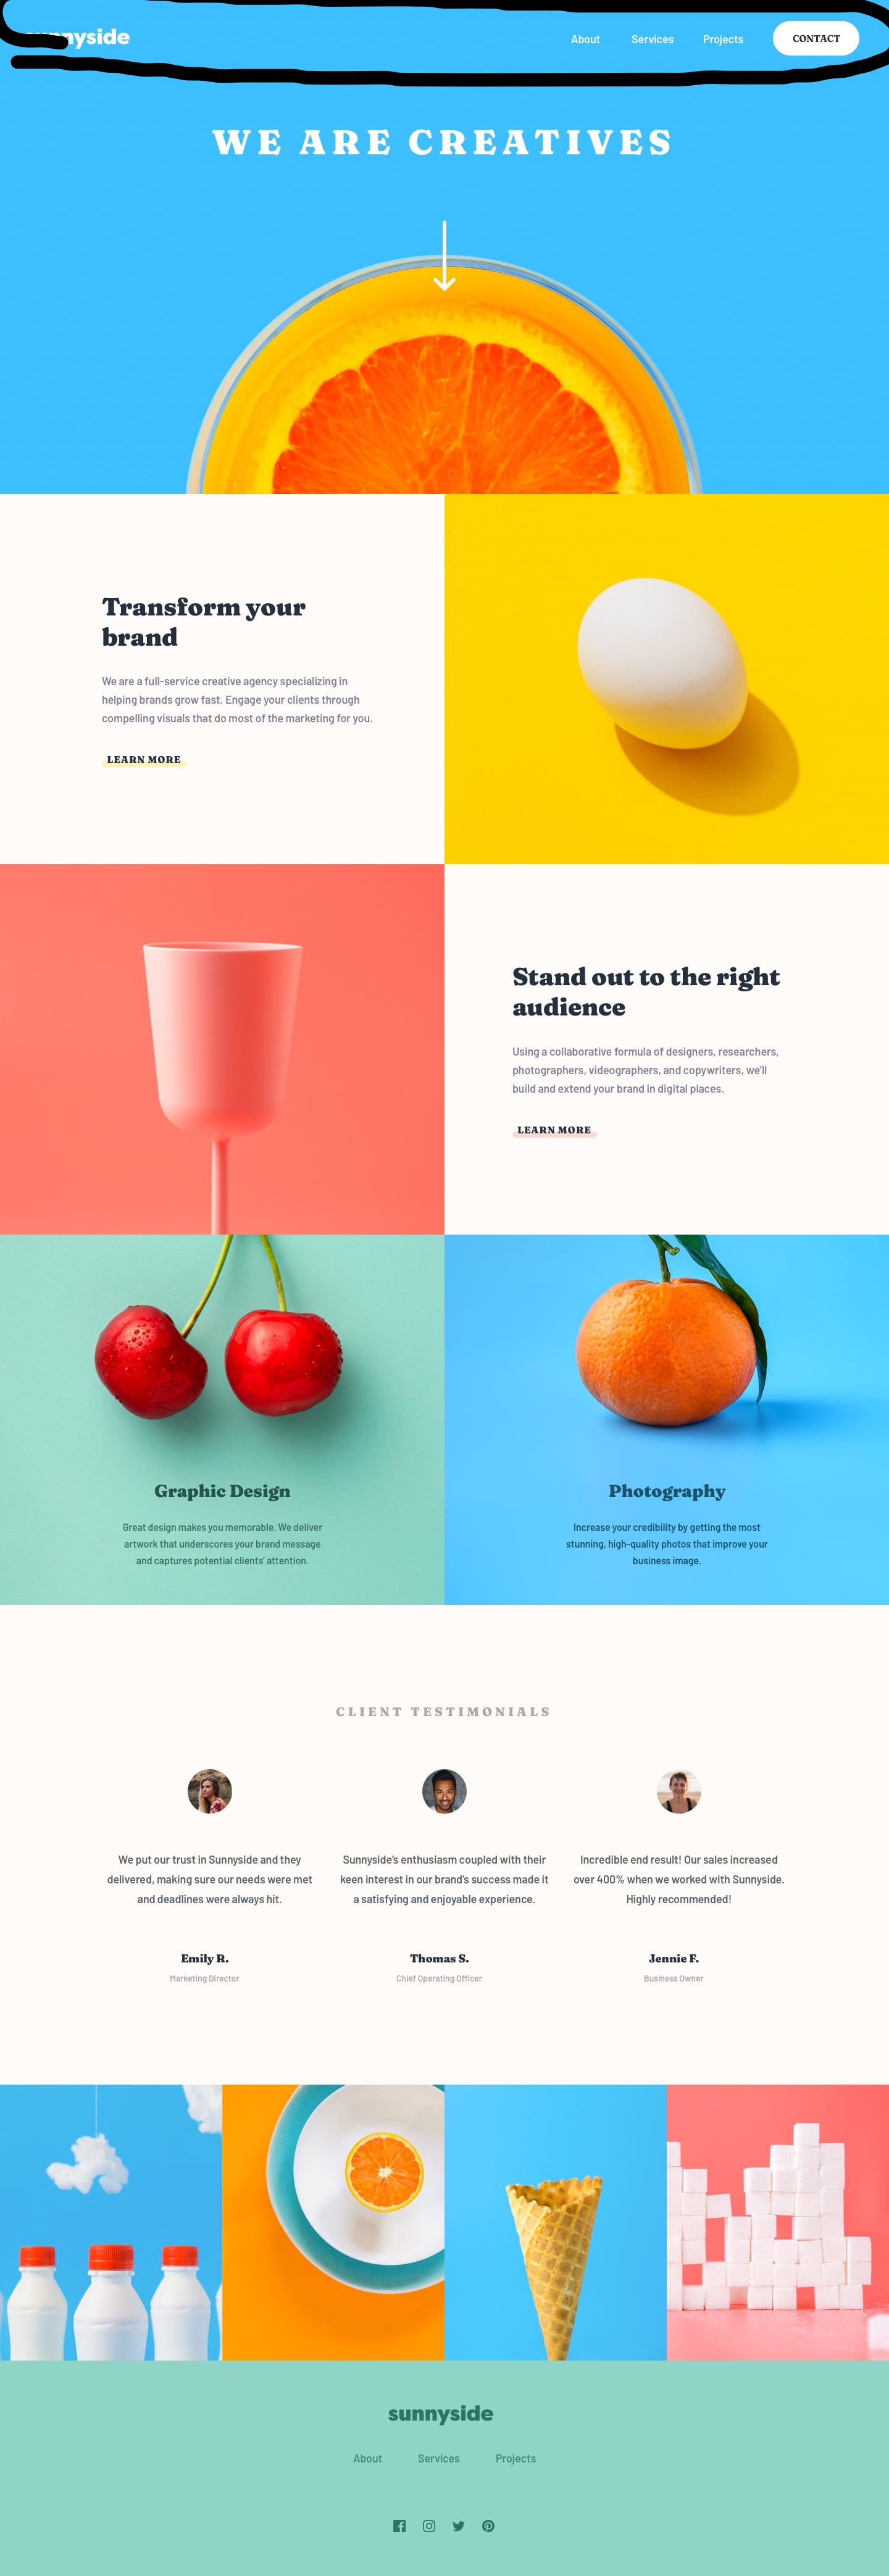 sunnyside
About Services Projects CONTACT
WE ARE CREATIVES
Transform your
brand
We are a full-service creative agency specializing in
helping brands grow fast. Engage your clients through
compelling visuals that do most of the marketing for you.
LEARN MORE
Stand out to the right
audience
Using a collaborative formula of designers, researchers,
photographers, videographers, and copywriters, we'll
build and extend your brand in digital places.
LEARN MORE
Graphic Design
Great design makes you memorable. We deliver
artwork that underscores your brand message
and captures potential clients' attention.
Photography
Increase your credibility by getting the most
stunning, high-quality photos that improve your
business image.
CLIENT TESTIMONIALS
We put our trust in Sunnyside and they
delivered, making sure our needs were met
and deadlines were always hit.
Emily R.
Marketing Director
Sunnyside's enthusiasm coupled with their
keen interest in our brand's success made it
a satisfying and enjoyable experience.
Thomas S.
Chief Operating Officer
Incredible end result! Our sales increased
over 400% when we worked with Sunnyside.
Highly recommended!
Jennie F.
Business Owner
sunnyside
About Services Projects